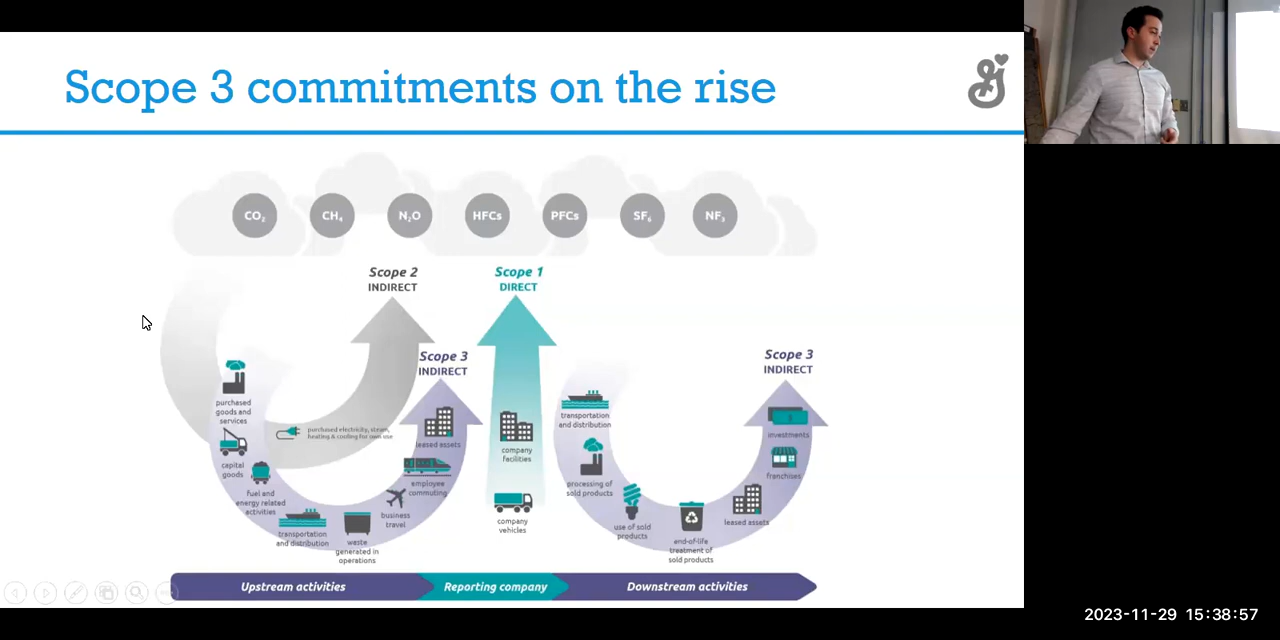 Scope 3 commitments on the rise
CO₂
CH₄
N₂O
HFCs
PFCs
SF₆
NF₃
Scope 2
INDIRECT
Scope 1
DIRECT
Scope 3
INDIRECT
Scope 3
INDIRECT
purchased
goods and
services
capital
goods
fuel and
energy related
activities
transportation
and distribution
waste
generated in
operations
business
travel
employee
commuting
leased assets
purchased electricity, steam,
heating & cooling for own use
company
facilities
company
vehicles
transportation
and distribution
processing of
sold products
use of sold
products
end-of-life
treatment of
sold products
leased assets
franchises
investments
Upstream activities
Reporting company
Downstream activities
2023-11-29 15:38:57